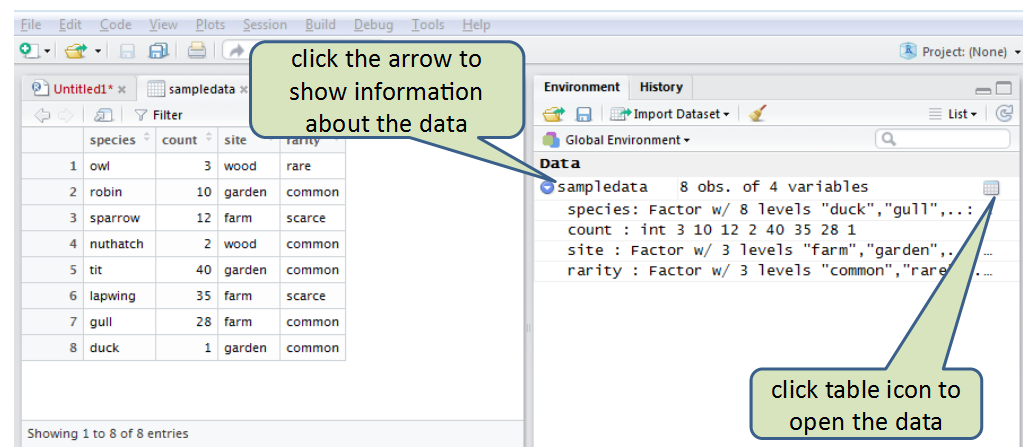 File Edit Code View Plots Session Build Debug Tools Help
Project: (None)
click the arrow to
show information
about the data
Untitled1* × sampledata ×
Filter
species count site rarity
1 owl 3 wood rare
2 robin 10 garden common
3 sparrow 12 farm scarce
4 nuthatch 2 wood common
5 tit 40 garden common
6 lapwing 35 farm scarce
7 gull 28 farm common
8 duck 1 garden common
Showing 1 to 8 of 8 entries
Environment History
Import Dataset List
Global Environment
Data
sampledata 8 obs. of 4 variables
species: Factor w/ 8 levels "duck","gull",..:
count : int 3 10 12 2 40 35 28 1
site : Factor w/ 3 levels "farm","garden",. …
rarity : Factor w/ 3 levels "common","rare" ….
click table icon to
open the data